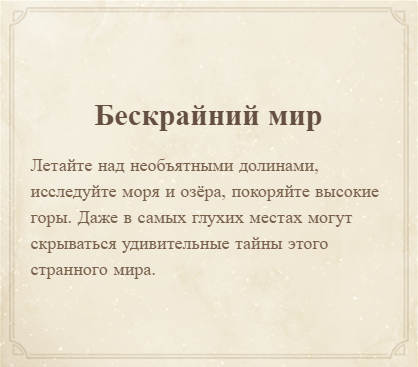 Бескрайний мир
Летайте над необъятными долинами,
исследуйте моря и озёра, покоряйте высокие
горы. Даже в самых глухих местах могут
скрываться удивительные тайны этого
странного мира.